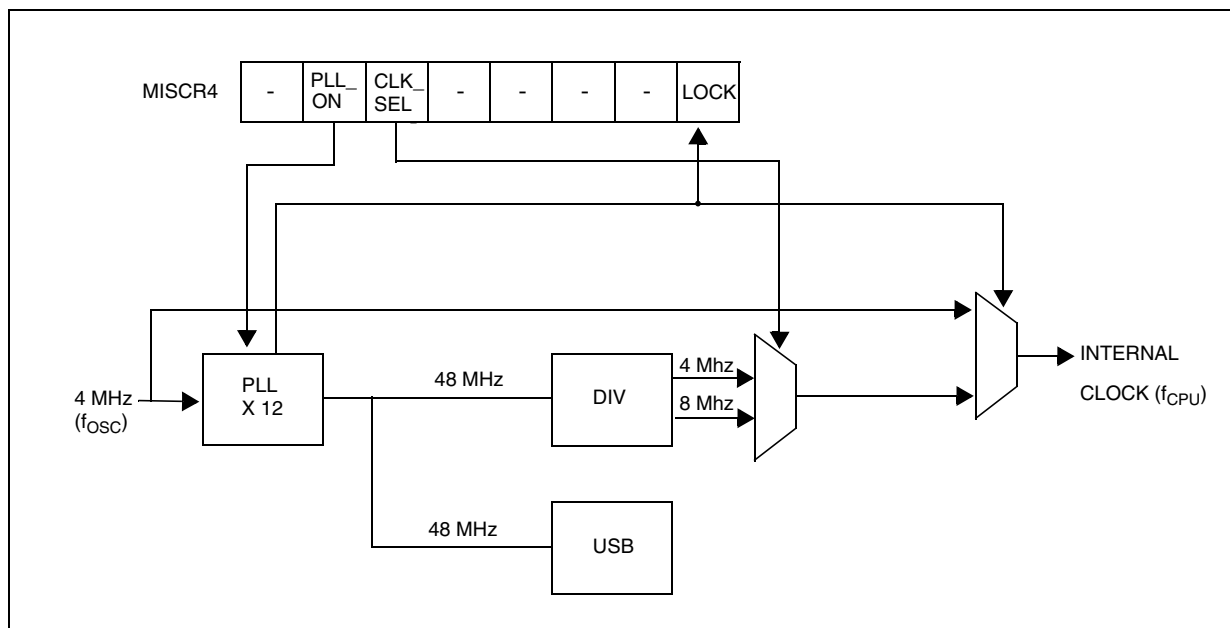 MISCR4
-
PLL_
ON
CLK_
SEL
-
-
-
-
LOCK
4 MHz
(fOSC)
PLL
X 12
48 MHz
DIV
4 Mhz
8 Mhz
INTERNAL
CLOCK (fCPU)
48 MHz
USB